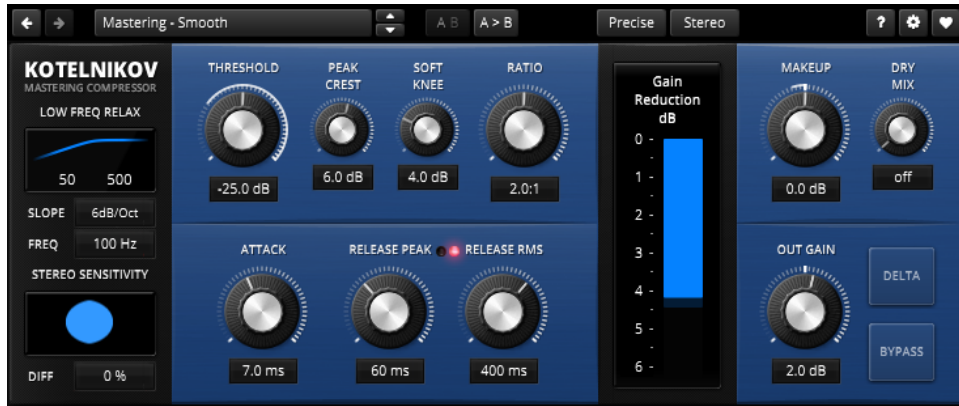 Mastering - Smooth
A B
A > B
Precise
Stereo
?
KOTELNIKOV
MASTERING COMPRESSOR
LOW FREQ RELAX
50 500
SLOPE 6dB/Oct
FREQ 100 Hz
STEREO SENSITIVITY
DIFF 0 %
THRESHOLD
-25.0 dB
PEAK
CREST
6.0 dB
SOFT
KNEE
4.0 dB
RATIO
2.0:1
ATTACK
7.0 ms
RELEASE PEAK
60 ms
RELEASE RMS
400 ms
Gain
Reduction
dB
0 -
1 -
2 -
3 -
4 -
5 -
6 -
MAKEUP
0.0 dB
DRY
MIX
off
OUT GAIN
2.0 dB
DELTA
BYPASS